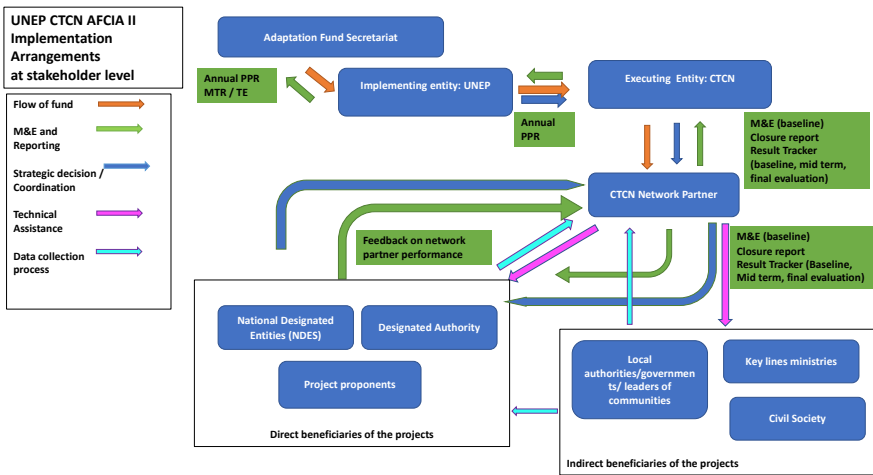 UNEP CTCN AFCIA II
Implementation
Arrangements
at stakeholder level
Flow of fund
M&E and
Reporting
Strategic decision /
Coordination
Technical
Assistance
Data collection
process
Adaptation Fund Secretariat
Annual PPR
MTR / TE
Implementing entity: UNEP
Annual
PPR
Executing Entity: CTCN
M&E (baseline)
Closure report
Result Tracker
(baseline, mid term,
final evaluation)
CTCN Network Partner
Feedback on network
partner performance
M&E (baseline)
Closure report
Result Tracker (Baseline,
Mid term, final evaluation)
National Designated
Entities (NDES)
Designated Authority
Project proponents
Direct beneficiaries of the projects
Local
authorities/governmen
ts/ leaders of
communities
Key lines ministries
Civil Society
Indirect beneficiaries of the projects